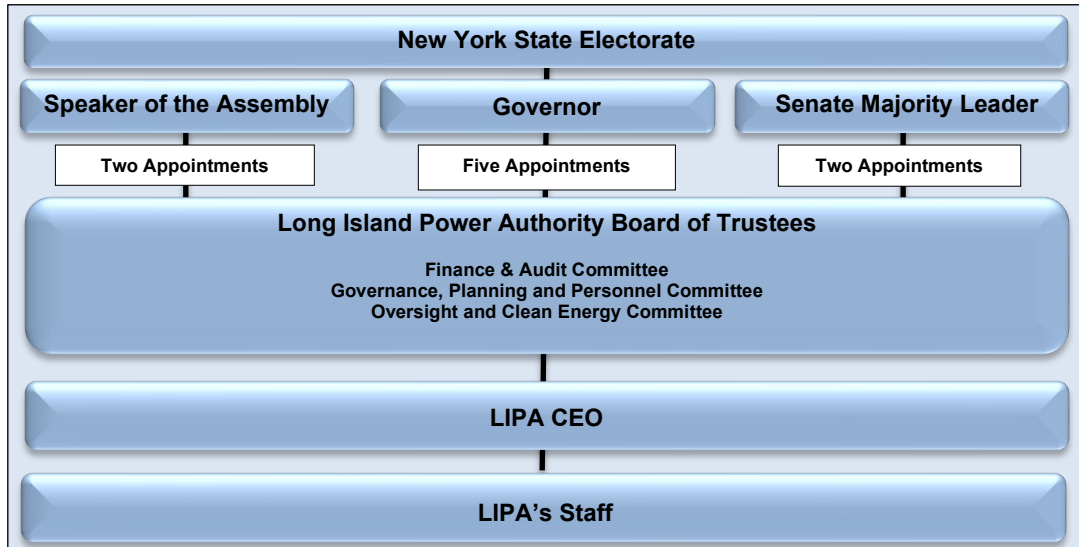 New York State Electorate
Speaker of the Assembly
Governor
Senate Majority Leader
Two Appointments
Five Appointments
Two Appointments
Long Island Power Authority Board of Trustees
Finance & Audit Committee
Governance, Planning and Personnel Committee
Oversight and Clean Energy Committee
LIPA CEO
LIPA's Staff